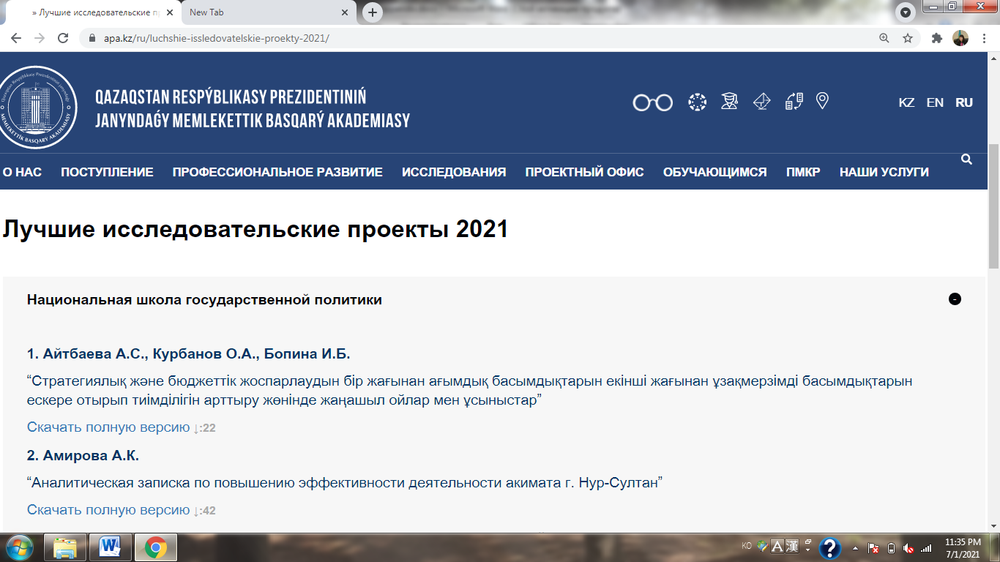 » Лучшие исследовательские пр
New Tab
apa.kz/ru/luchshie-issledovatelskie-proekty-2021/
QAZAQSTAN RESPÝBLIKASY PREZIDENTINIŃ
JANYNDAǴY MEMLEKETTIK BASQARÝ AKADEMIASY
KZ EN RU
О НАС ПОСТУПЛЕНИЕ ПРОФЕССИОНАЛЬНОЕ РАЗВИТИЕ ИССЛЕДОВАНИЯ ПРОЕКТНЫЙ ОФИС ОБУЧАЮЩИМСЯ ПМКР НАШИ УСЛУГИ
Лучшие исследовательские проекты 2021
Национальная школа государственной политики
1. Айтбаева А.С., Курбанов О.А., Бопина И.Б.
“Стратегиялық және бюджеттік жоспарлаудын бір жағынан ағымдық басымдықтарын екінші жағынан ұзақмерзімді басымдықтарын
ескере отырып тиімділігін арттыру жөнінде жаңашыл ойлар мен ұсыныстар”
Скачать полную версию ↓:22
2. Амирова А.К.
“Аналитическая записка по повышению эффективности деятельности акимата г. Нур-Султан”
Скачать полную версию ↓:42
KO A 漢 ?
11:35 PM
7/1/2021